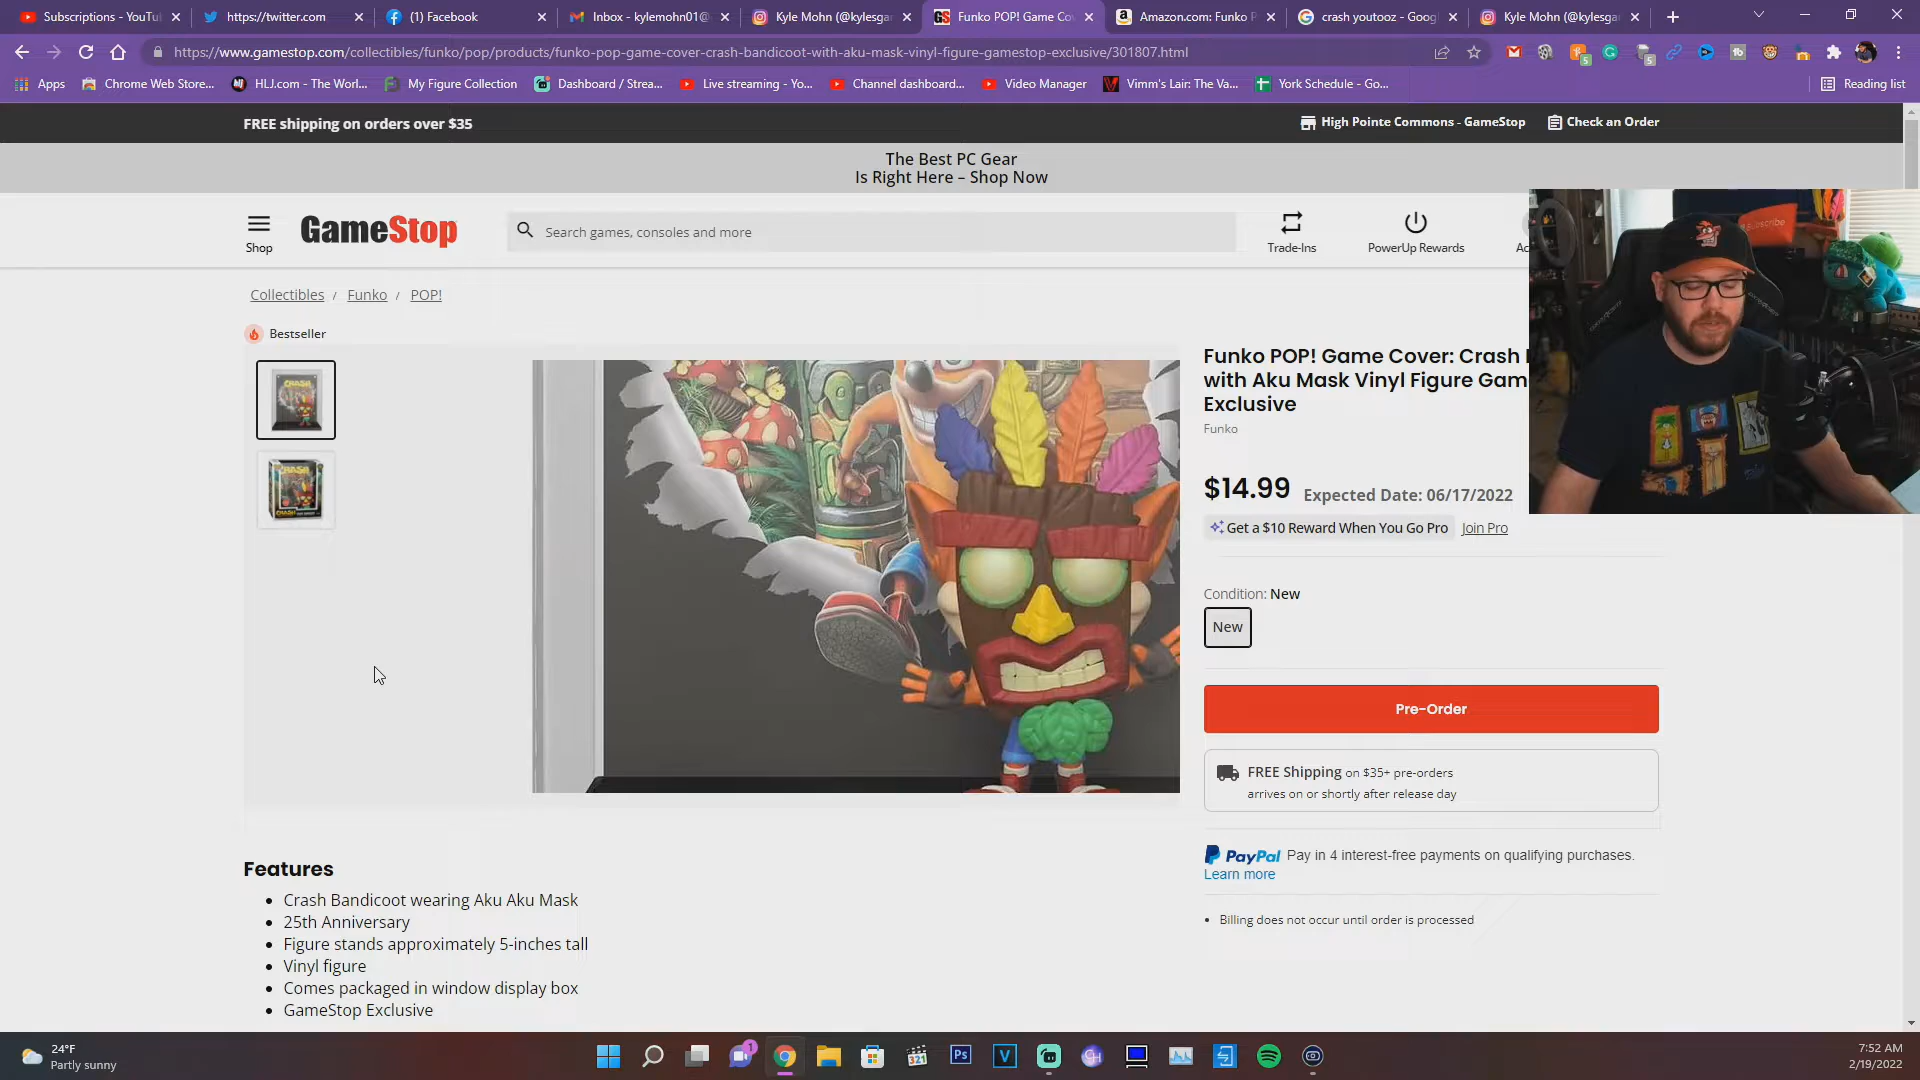 Subscriptions - YouTu
https://twitter.com
(1) Facebook
Inbox - kylemohn01@
Kyle Mohn (@kylesga
Funko POP! Game Co
Amazon.com: Funko P
crash youtooz - Goog
Kyle Mohn (@kylesga
https://www.gamestop.com/collectibles/funko/pop/products/funko-pop-game-cover-crash-bandicoot-with-aku-mask-vinyl-figure-gamestop-exclusive/301807.html
Apps
Chrome Web Store...
HLJ.com - The Worl...
My Figure Collection
Dashboard / Strea...
Live streaming - Yo...
Channel dashboard...
Video Manager
Vimm's Lair: The Va...
York Schedule - Go...
Reading list
FREE shipping on orders over $35
High Pointe Commons - GameStop
Check an Order
The Best PC Gear
Is Right Here – Shop Now
Shop
GameStop
Search games, consoles and more
Trade-Ins
PowerUp Rewards
Ac
Subscribe
Collectibles / Funko / POP!
Bestseller
CRASH
CRASH
Funko POP! Game Cover: Crash
with Aku Mask Vinyl Figure Gam
Exclusive
Funko
$14.99 Expected Date: 06/17/2022
Get a $10 Reward When You Go Pro Join Pro
Condition: New
New
Pre-Order
FREE Shipping on $35+ pre-orders
arrives on or shortly after release day
PayPal Pay in 4 interest-free payments on qualifying purchases.
Learn more
• Billing does not occur until order is processed
Features
• Crash Bandicoot wearing Aku Aku Mask
• 25th Anniversary
• Figure stands approximately 5-inches tall
• Vinyl figure
• Comes packaged in window display box
• GameStop Exclusive
24°F
Partly sunny
1
321
Ps
V
7:52 AM
2/19/2022